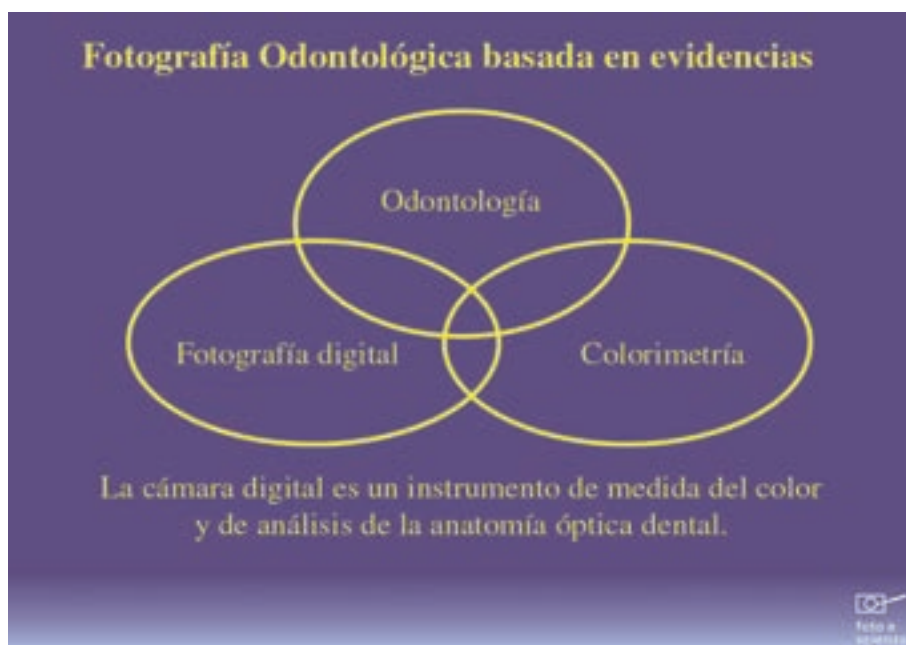 Fotografía Odontológica basada en evidencias
Odontología
Fotografía digital
Colorimetría
La cámara digital es un instrumento de medida del color
y de análisis de la anatomía óptica dental.